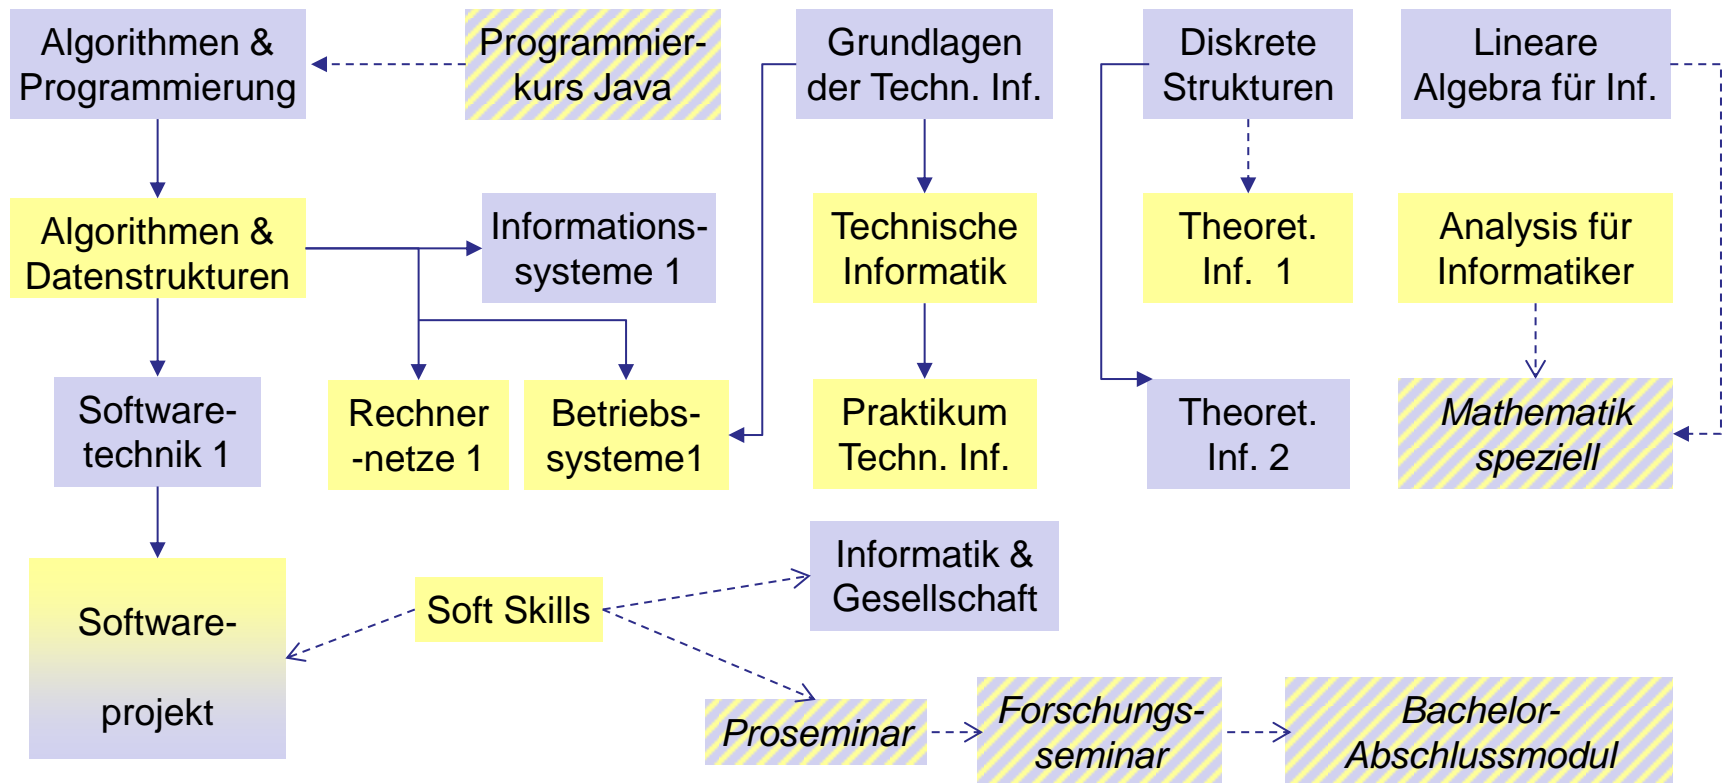 Algorithmen &
Programmierung
Programmier-
kurs Java
Grundlagen
der Techn. Inf.
Diskrete
Strukturen
Lineare
Algebra für Inf.
Algorithmen &
Datenstrukturen
Informations-
systeme 1
Technische
Informatik
Theoret.
Inf. 1
Analysis für
Informatiker
Software-
technik 1
Rechner
-netze 1
Betriebs-
systeme1
Praktikum
Techn. Inf.
Theoret.
Inf. 2
Mathematik
speziell
Software-
projekt
Soft Skills
Informatik &
Gesellschaft
Proseminar
Forschungs-
seminar
Bachelor-
Abschlussmodul